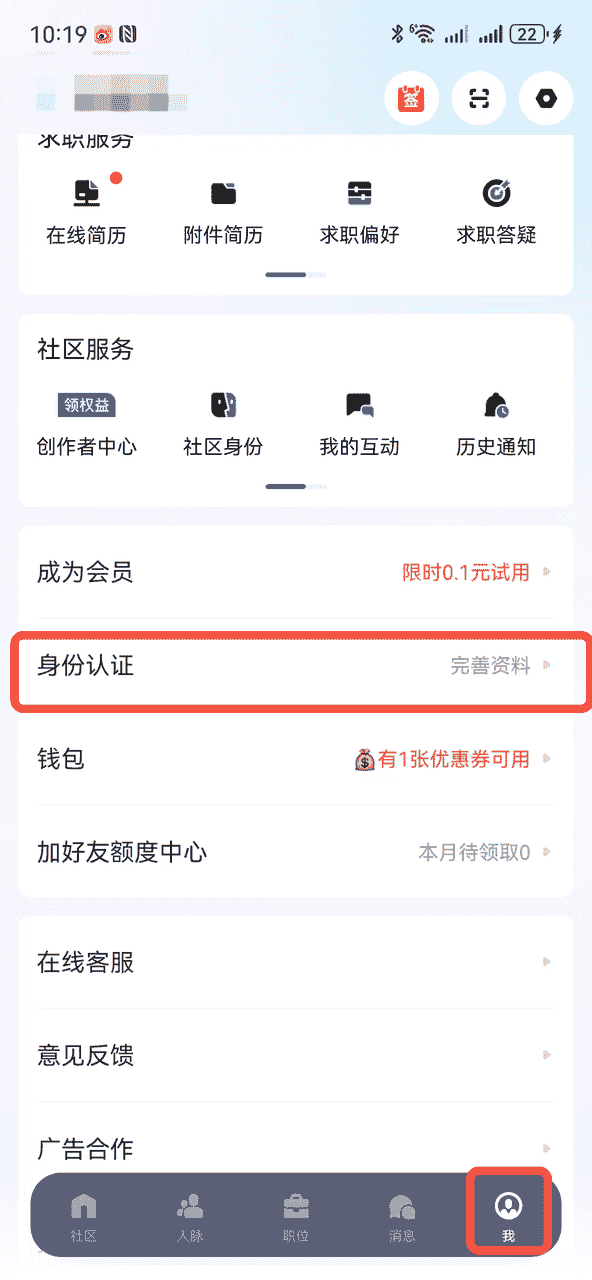 10:19
22
签
求职服务
在线简历 附件简历 求职偏好 求职答疑
社区服务
领权益
创作者中心 社区身份 我的互动 历史通知
成为会员 限时0.1元试用
身份认证 完善资料
钱包 有1张优惠券可用
加好友额度中心 本月待领取0
在线客服
意见反馈
广告合作
社区 人脉 职位 消息 我